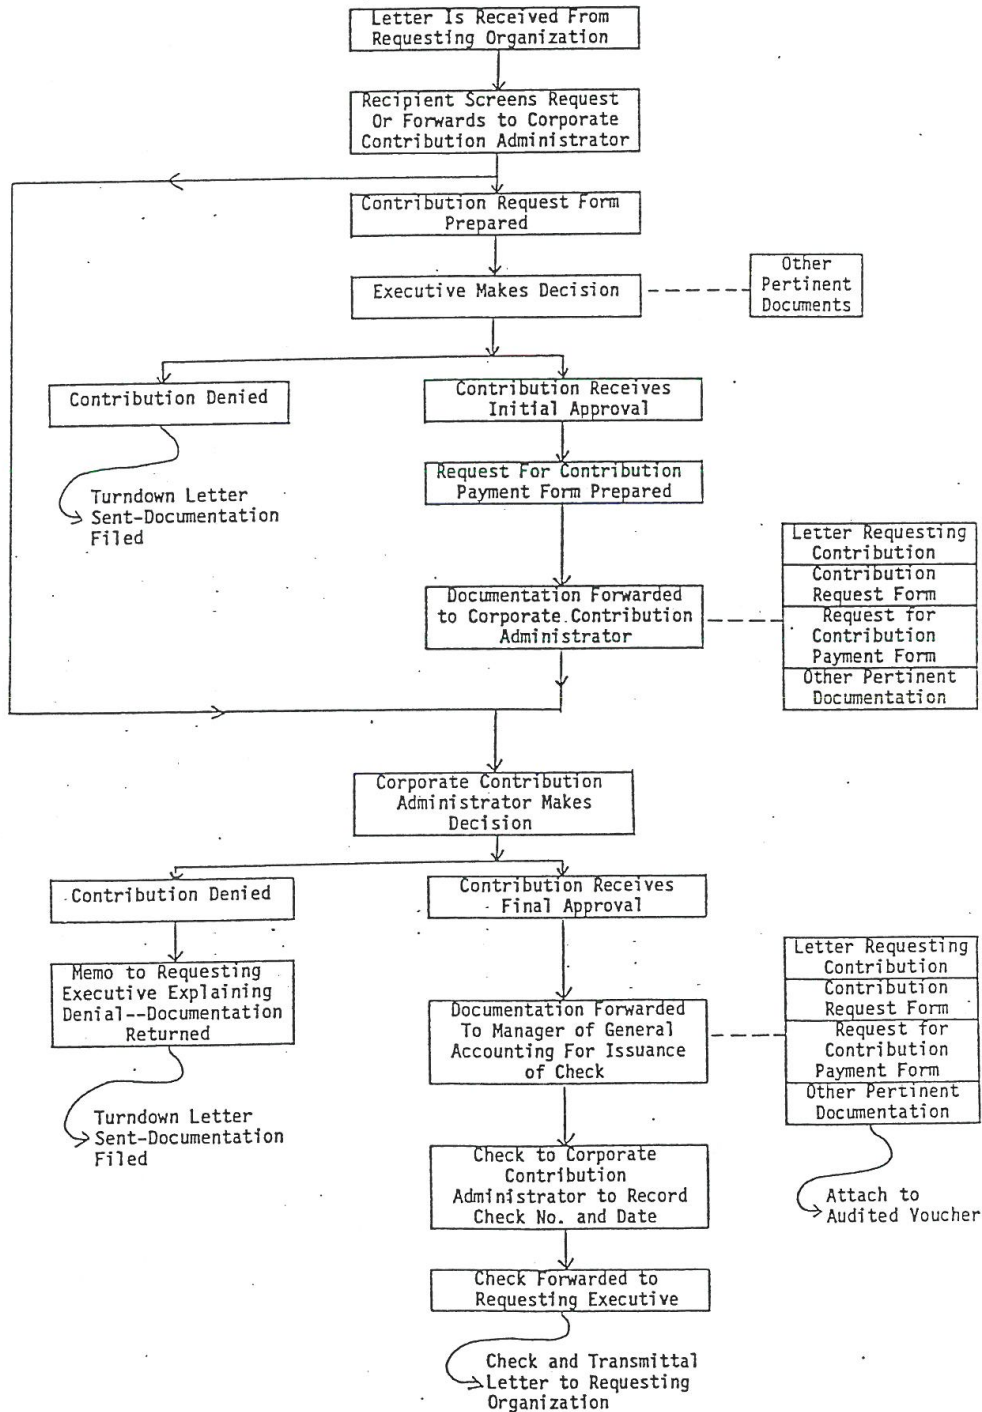 Letter Is Received From
Requesting Organization
Recipient Screens Request
Or Forwards to Corporate
Contribution Administrator
Contribution Request Form
Prepared
Executive Makes Decision
Other
Pertinent
Documents
Contribution Denied
Turndown Letter
Sent-Documentation
Filed
Contribution Receives
Initial Approval
Request For Contribution
Payment Form Prepared
Documentation Forwarded
to Corporate Contribution
Administrator
Letter Requesting
Contribution
Contribution
Request Form
Request for
Contribution
Payment Form
Other Pertinent
Documentation
Corporate Contribution
Administrator Makes
Decision
Contribution Denied
Memo to Requesting
Executive Explaining
Denial--Documentation
Returned
Turndown Letter
Sent-Documentation
Filed
Contribution Receives
Final Approval
Documentation Forwarded
To Manager of General
Accounting For Issuance
of Check
Letter Requesting
Contribution
Contribution
Request Form
Request for
Contribution
Payment Form
Other Pertinent
Documentation
Attach to
Audited Voucher
Check to Corporate
Contribution
Administrator to Record
Check No. and Date
Check Forwarded to
Requesting Executive
Check and Transmittal
Letter to Requesting
Organization